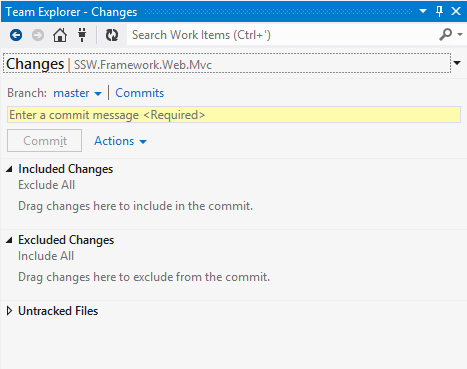 Team Explorer - Changes
Search Work Items (Ctrl+')
Changes | SSW.Framework.Web.Mvc
Branch: master | Commits
Enter a commit message <Required>
Commit Actions
Included Changes
Exclude All
Drag changes here to include in the commit.
Excluded Changes
Include All
Drag changes here to exclude from the commit.
Untracked Files